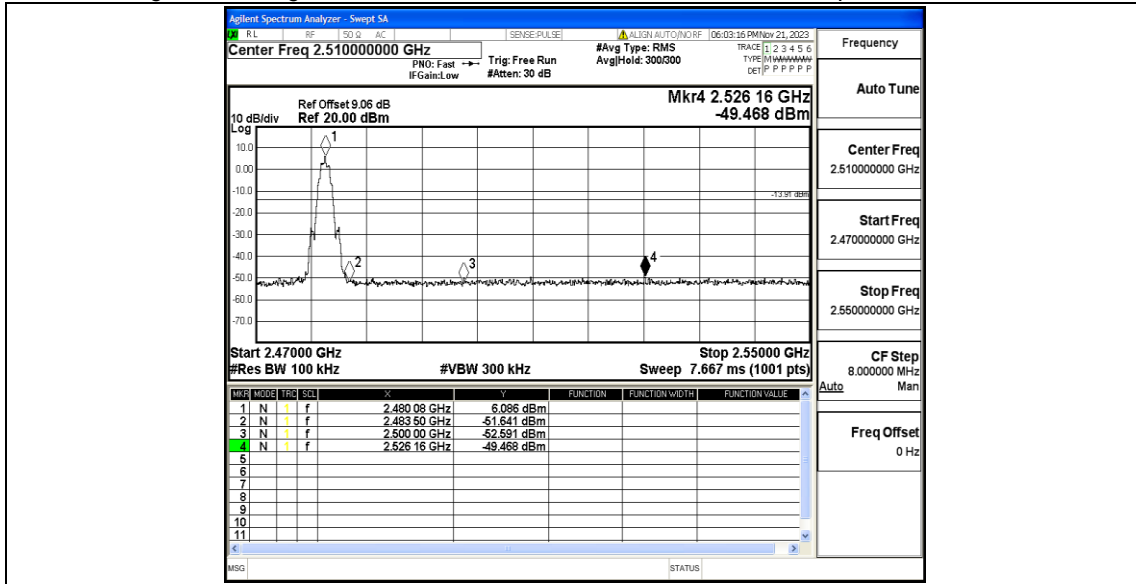 Agilent Spectrum Analyzer - Swept SA
RL RF 50 Ω AC SENSE:PULSE ALIGN AUTO/NO RF 06:03:16 PM Nov 21, 2023
Center Freq 2.510000000 GHz
PNO: Fast
IFGain:Low
Trig: Free Run
#Atten: 30 dB
#Avg Type: RMS
Avg|Hold: 300/300
TRACE 1 2 3 4 5 6
TYPE M
DET P P P P P P
Mkr4 2.526 16 GHz
-49.468 dBm
Ref Offset 9.06 dB
10 dB/div Ref 20.00 dBm
Log
10.0
0.00
-10.0
-20.0
-30.0
-40.0
-50.0
-60.0
-70.0
1
2
3
4
-13.91 dBm
Start 2.47000 GHz Stop 2.55000 GHz
#Res BW 100 kHz #VBW 300 kHz Sweep 7.667 ms (1001 pts)
MKR MODE TRC SCL X Y FUNCTION FUNCTION WIDTH FUNCTION VALUE
1 N 1 f 2.480 08 GHz 6.086 dBm
2 N 1 f 2.483 50 GHz -51.641 dBm
3 N 1 f 2.500 00 GHz -52.591 dBm
4 N 1 f 2.526 16 GHz -49.468 dBm
5
6
7
8
9
10
11
MSG STATUS
Frequency
Auto Tune
Center Freq
2.510000000 GHz
Start Freq
2.470000000 GHz
Stop Freq
2.550000000 GHz
CF Step
8.000000 MHz
Auto Man
Freq Offset
0 Hz